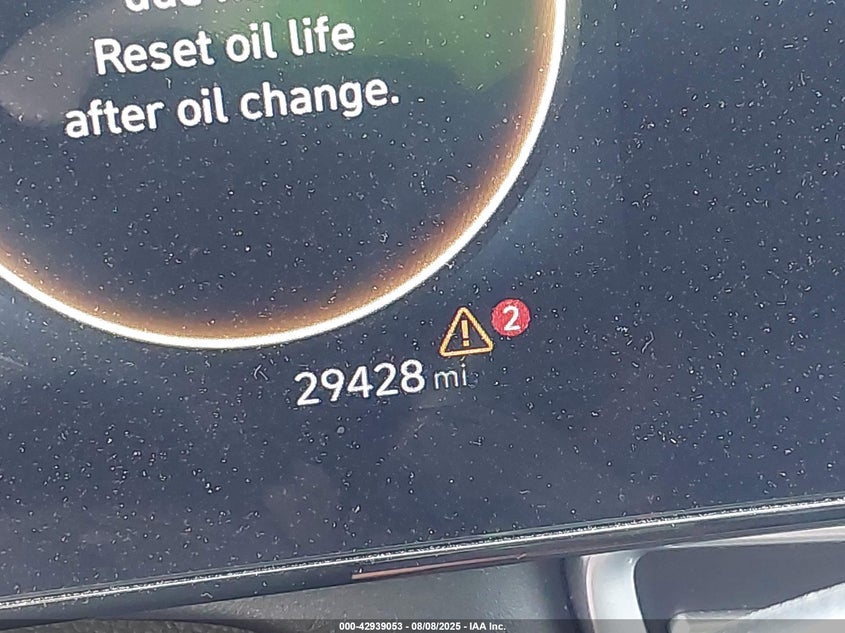 Reset oil life
after oil change.
2
29428 mi
000-42939053 - 08/08/2025 - IAA Inc.